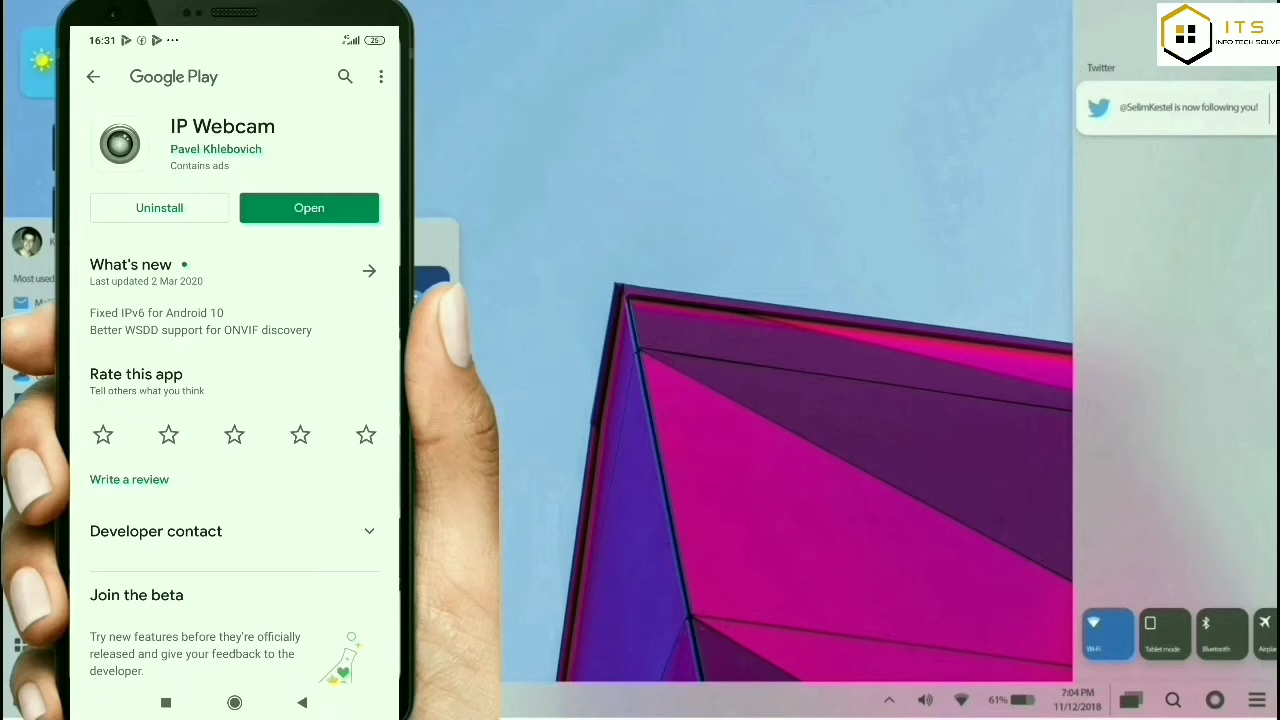 16:31
25
Google Play
IP Webcam
Pavel Khlebovich
Contains ads
Uninstall
Open
What's new
Last updated 2 Mar 2020
Fixed IPv6 for Android 10
Better WSDD support for ONVIF discovery
Rate this app
Tell others what you think
Write a review
Developer contact
Join the beta
Try new features before they're officially
released and give your feedback to the
developer.
Most used
ITS
INFO TECH SOLVE
Twitter
@SelimKestel is now following you!
Wi-Fi
Tablet mode
Bluetooth
61%
7:04 PM
11/12/2018